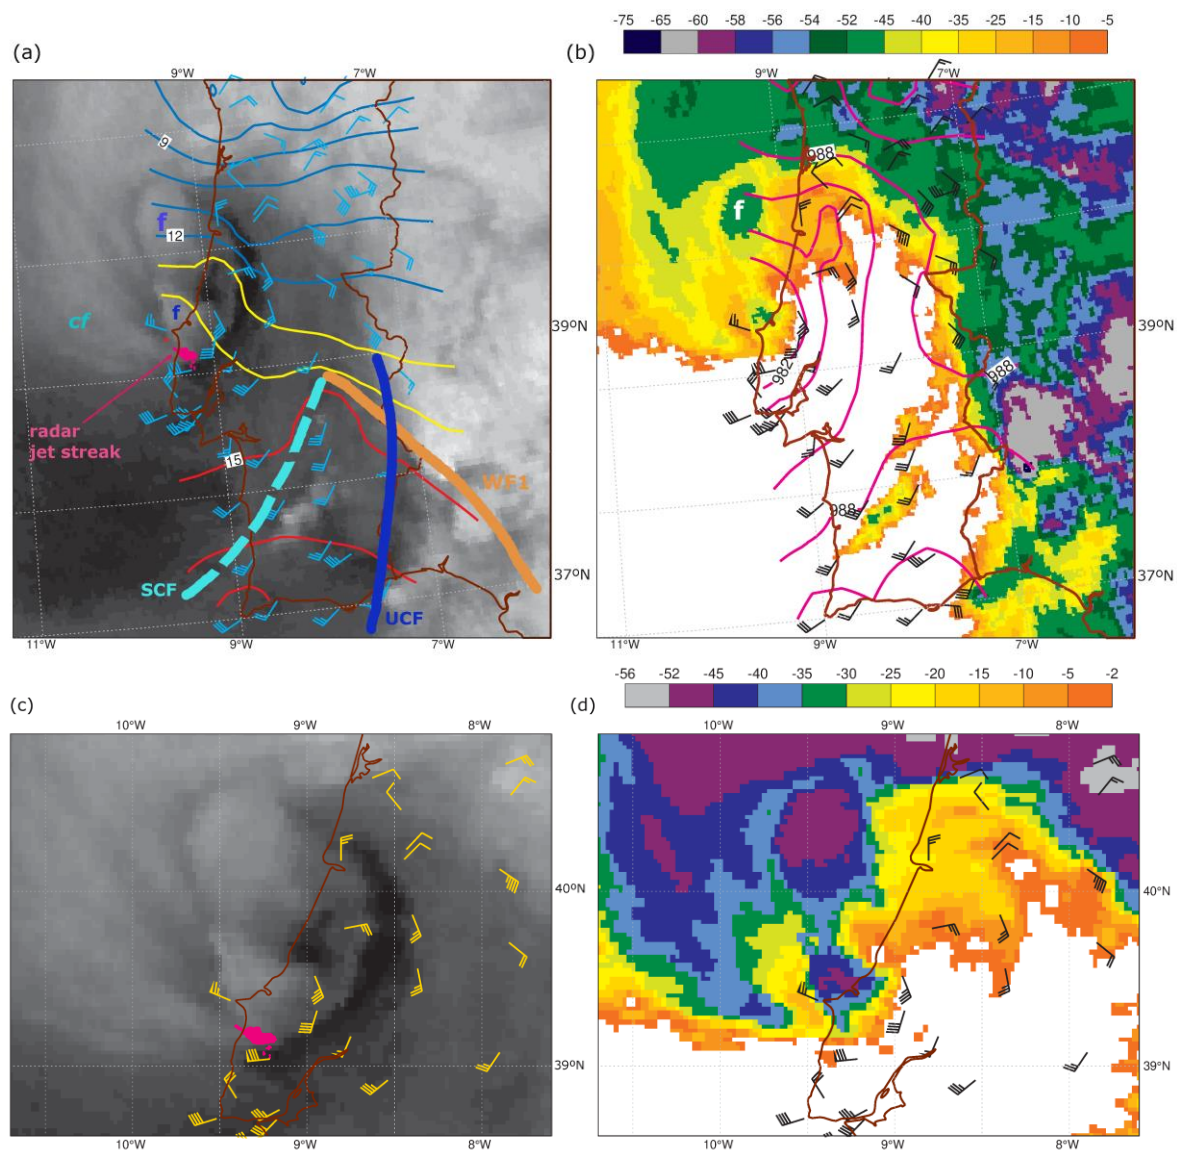 -75 -65 -60 -58 -56 -54 -52 -45 -40 -35 -25 -15 -10 -5
(a)
(b)
9°W 7°W
9°W 7°W
9
988
f
f
12
f
cf
39°N
39°N
982
988
radar
jet streak
15
WF1
988
SCF
37°N
37°N
UCF
11°W 9°W 7°W
11°W 9°W 7°W
-56 -52 -45 -40 -35 -30 -25 -20 -15 -10 -5 -2
(c)
(d)
10°W 9°W 8°W
10°W 9°W 8°W
40°N
40°N
39°N
39°N
10°W 9°W 8°W
10°W 9°W 8°W